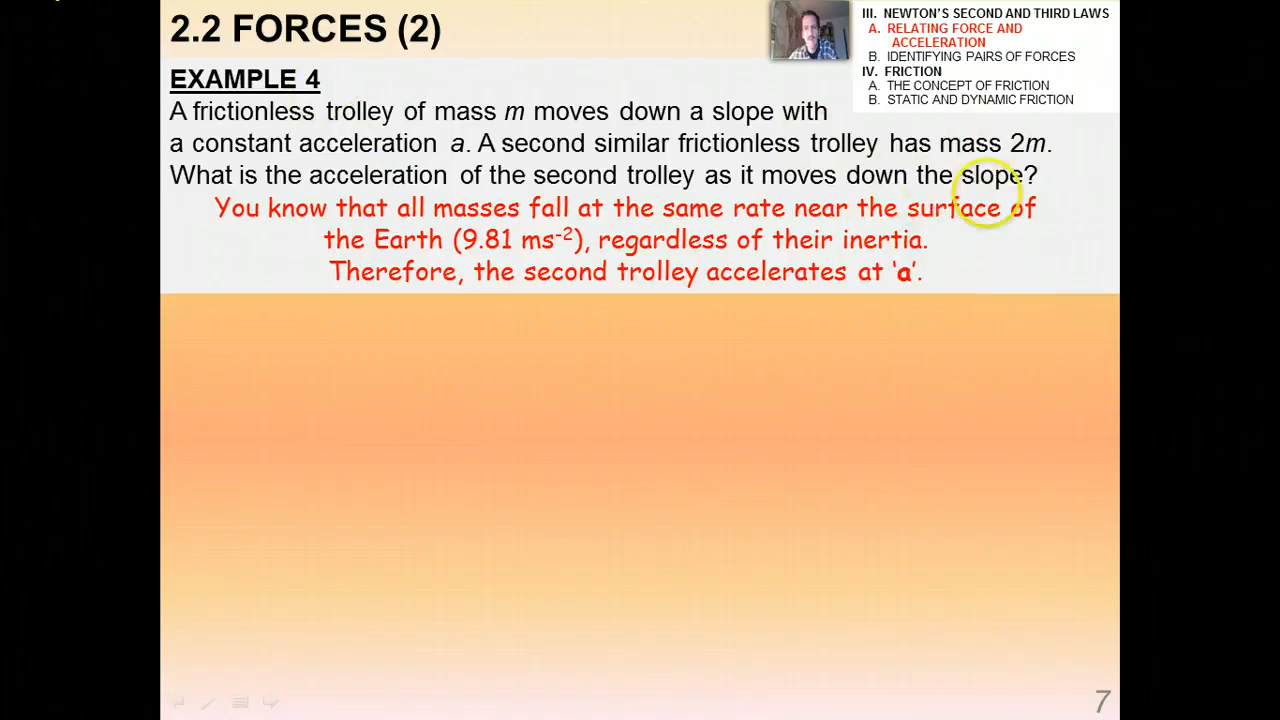 2.2 FORCES (2)
III. NEWTON'S SECOND AND THIRD LAWS
A. RELATING FORCE AND
ACCELERATION
B. IDENTIFYING PAIRS OF FORCES
IV. FRICTION
A. THE CONCEPT OF FRICTION
B. STATIC AND DYNAMIC FRICTION
EXAMPLE 4
A frictionless trolley of mass m moves down a slope with
a constant acceleration a. A second similar frictionless trolley has mass 2m.
What is the acceleration of the second trolley as it moves down the slope?
You know that all masses fall at the same rate near the surface of
the Earth (9.81 ms⁻²), regardless of their inertia.
Therefore, the second trolley accelerates at ‘a’.
7